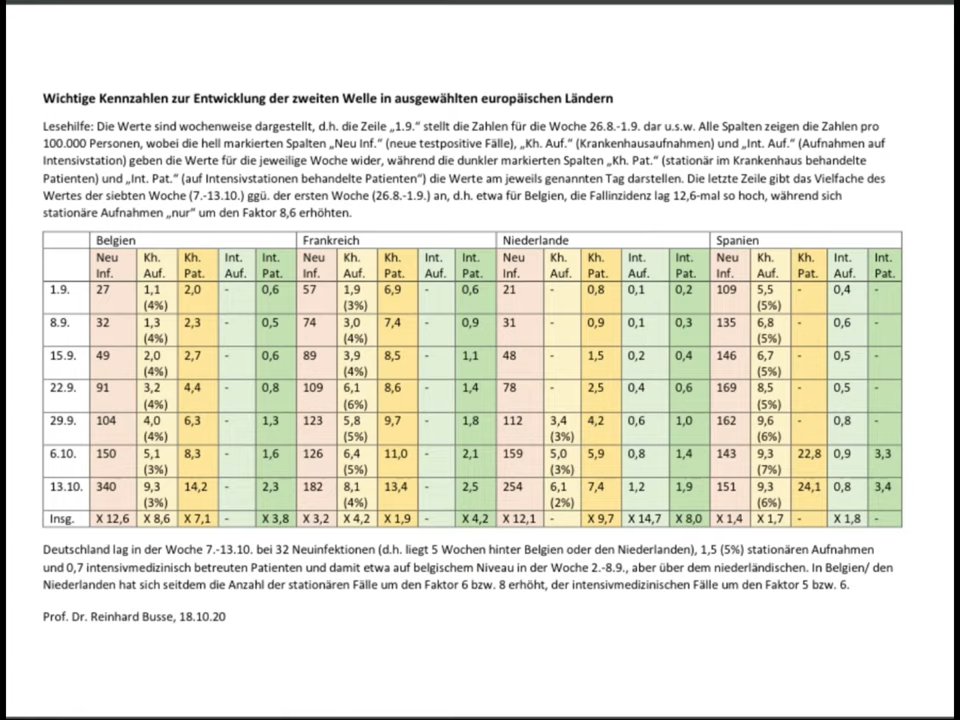 Wichtige Kennzahlen zur Entwicklung der zweiten Welle in ausgewählten europäischen Ländern
Lesehilfe: Die Werte sind wochenweise dargestellt, d.h. die Zeile „1.9.“ stellt die Zahlen für die Woche 26.8.-1.9. dar u.s.w. Alle Spalten zeigen die Zahlen pro
100.000 Personen, wobei die hell markierten Spalten „Neu Inf.“ (neue testpositive Fälle), „Kh. Auf.“ (Krankenhausaufnahmen) und „Int. Auf.“ (Aufnahmen auf
Intensivstation) geben die Werte für die jeweilige Woche wider, während die dunkler markierten Spalten „Kh. Pat.“ (stationär im Krankenhaus behandelte
Patienten) und „Int. Pat.“ (auf Intensivstationen behandelte Patienten“) die Werte am jeweils genannten Tag darstellen. Die letzte Zeile gibt das Vielfache des
Wertes der siebten Woche (7.-13.10.) ggü. der ersten Woche (26.8.-1.9.) an, d.h. etwa für Belgien, die Fallinzidenz lag 12,6-mal so hoch, während sich
stationäre Aufnahmen „nur“ um den Faktor 8,6 erhöhten.
Belgien Frankreich Niederlande Spanien
Neu Kh. Kh. Int. Int. Neu Kh. Kh. Int. Int. Neu Kh. Kh. Int. Int. Neu Kh. Kh. Int. Int.
Inf. Auf. Pat. Auf. Pat. Inf. Auf. Pat. Auf. Pat. Inf. Auf. Pat. Auf. Pat. Inf. Auf. Pat. Auf. Pat.
1.9. 27 1,1 2,0 - 0,6 57 1,9 6,9 - 0,6 21 - 0,8 0,1 0,2 109 5,5 - 0,4 -
(4%) (3%) (5%)
8.9. 32 1,3 2,3 - 0,5 74 3,0 7,4 - 0,9 31 - 0,9 0,1 0,3 135 6,8 - 0,6 -
(4%) (4%) (5%)
15.9. 49 2,0 2,7 - 0,6 89 3,9 8,5 - 1,1 48 - 1,5 0,2 0,4 146 6,7 - 0,5 -
(4%) (4%) (5%)
22.9. 91 3,2 4,4 - 0,8 109 6,1 8,6 - 1,4 78 - 2,5 0,4 0,6 169 8,5 - 0,5 -
(4%) (6%) (5%)
29.9. 104 4,0 6,3 - 1,3 123 5,8 9,7 - 1,8 112 3,4 4,2 0,6 1,0 162 9,6 - 0,8 -
(4%) (5%) (3%) (6%)
6.10. 150 5,1 8,3 - 1,6 126 6,4 11,0 - 2,1 159 5,0 5,9 0,8 1,4 143 9,3 22,8 0,9 3,3
(3%) (5%) (3%) (7%)
13.10. 340 9,3 14,2 - 2,3 182 8,1 13,4 - 2,5 254 6,1 7,4 1,2 1,9 151 9,3 24,1 0,8 3,4
(3%) (4%) (2%) (6%)
Insg. X 12,6 X 8,6 X 7,1 - X 3,8 X 3,2 X 4,2 X 1,9 - X 4,2 X 12,1 - X 9,7 X 14,7 X 8,0 X 1,4 X 1,7 - X 1,8 -
Deutschland lag in der Woche 7.-13.10. bei 32 Neuinfektionen (d.h. liegt 5 Wochen hinter Belgien oder den Niederlanden), 1,5 (5%) stationären Aufnahmen
und 0,7 intensivmedizinisch betreuten Patienten und damit etwa auf belgischem Niveau in der Woche 2.-8.9., aber über dem niederländischen. In Belgien/ den
Niederlanden hat sich seitdem die Anzahl der stationären Fälle um den Faktor 6 bzw. 8 erhöht, der intensivmedizinischen Fälle um den Faktor 5 bzw. 6.
Prof. Dr. Reinhard Busse, 18.10.20